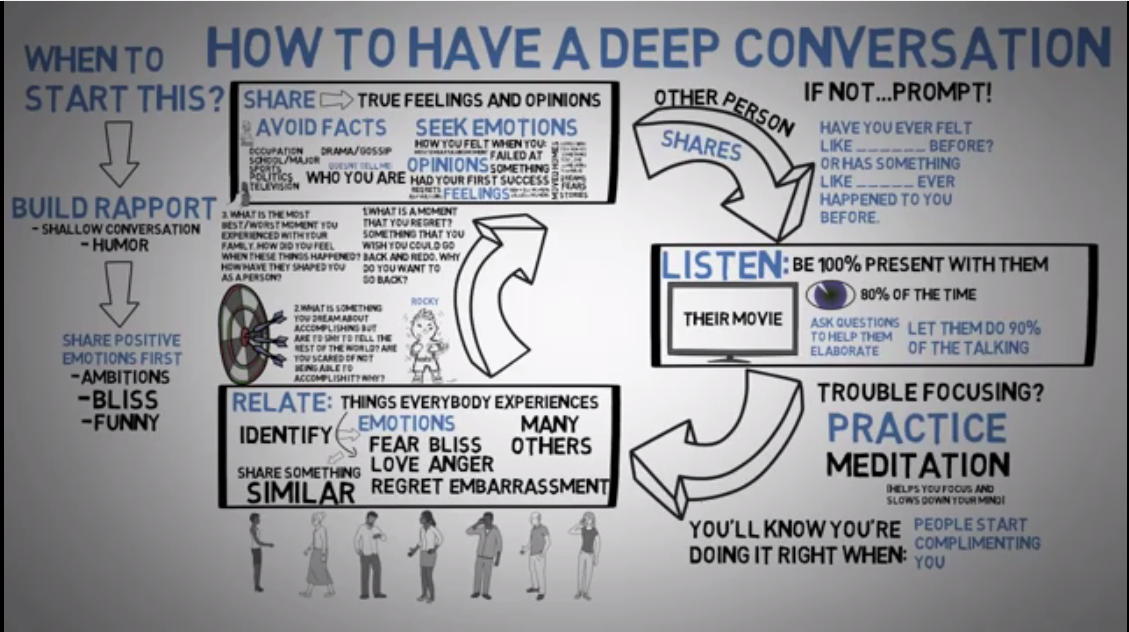 HOW TO HAVE A DEEP CONVERSATION
WHEN TO
START THIS?
BUILD RAPPORT
- SHALLOW CONVERSATION
- HUMOR
SHARE POSITIVE
EMOTIONS FIRST
-AMBITIONS
-BLISS
-FUNNY
SHARE TRUE FEELINGS AND OPINIONS
AVOID FACTS
OCCUPATION
SCHOOL/MAJOR
SPORTS
POLITICS
TELEVISION
DRAMA/GOSSIP
DOESN'T TELL ME
WHO YOU ARE
SEEK EMOTIONS
HOW YOU FELT WHEN YOU:
FAILED AT
OPINIONS SOMETHING
HAD YOUR FIRST SUCCESS
REGRETS
FEELINGS
MOVED HOMES
DREAMS
FEARS
STORIES
OTHER PERSON
SHARES
IF NOT...PROMPT!
HAVE YOU EVER FELT
LIKE ______ BEFORE?
OR HAS SOMETHING
LIKE _____ EVER
HAPPENED TO YOU
BEFORE.
LISTEN: BE 100% PRESENT WITH THEM
THEIR MOVIE
80% OF THE TIME
ASK QUESTIONS
TO HELP THEM
ELABORATE
LET THEM DO 90%
OF THE TALKING
TROUBLE FOCUSING?
PRACTICE
MEDITATION
(HELPS YOU FOCUS AND
SLOWS DOWN YOUR MIND)
YOU'LL KNOW YOU'RE
DOING IT RIGHT WHEN:
PEOPLE START
COMPLIMENTING
YOU
RELATE: THINGS EVERYBODY EXPERIENCES
IDENTIFY
EMOTIONS
FEAR BLISS
LOVE ANGER
REGRET EMBARRASSMENT
MANY
OTHERS
SHARE SOMETHING
SIMILAR
1.WHAT IS A MOMENT
THAT YOU REGRET?
SOMETHING THAT YOU
WISH YOU COULD GO
BACK AND REDO. WHY
DO YOU WANT TO
GO BACK?
2.WHAT IS SOMETHING
YOU DREAM ABOUT
ACCOMPLISHING BUT
ARE TO SHY TO TELL THE
REST OF THE WORLD? ARE
YOU SCARED OF NOT
BEING ABLE TO
ACCOMPLISH IT? WHY?
ROCKY
3. WHAT IS THE MOST
BEST/WORST MOMENT YOU
EXPERIENCED WITH YOUR
FAMILY. HOW DID YOU FEEL
WHEN THESE THINGS HAPPENED?
HOW HAVE THEY SHAPED YOU
AS A PERSON?